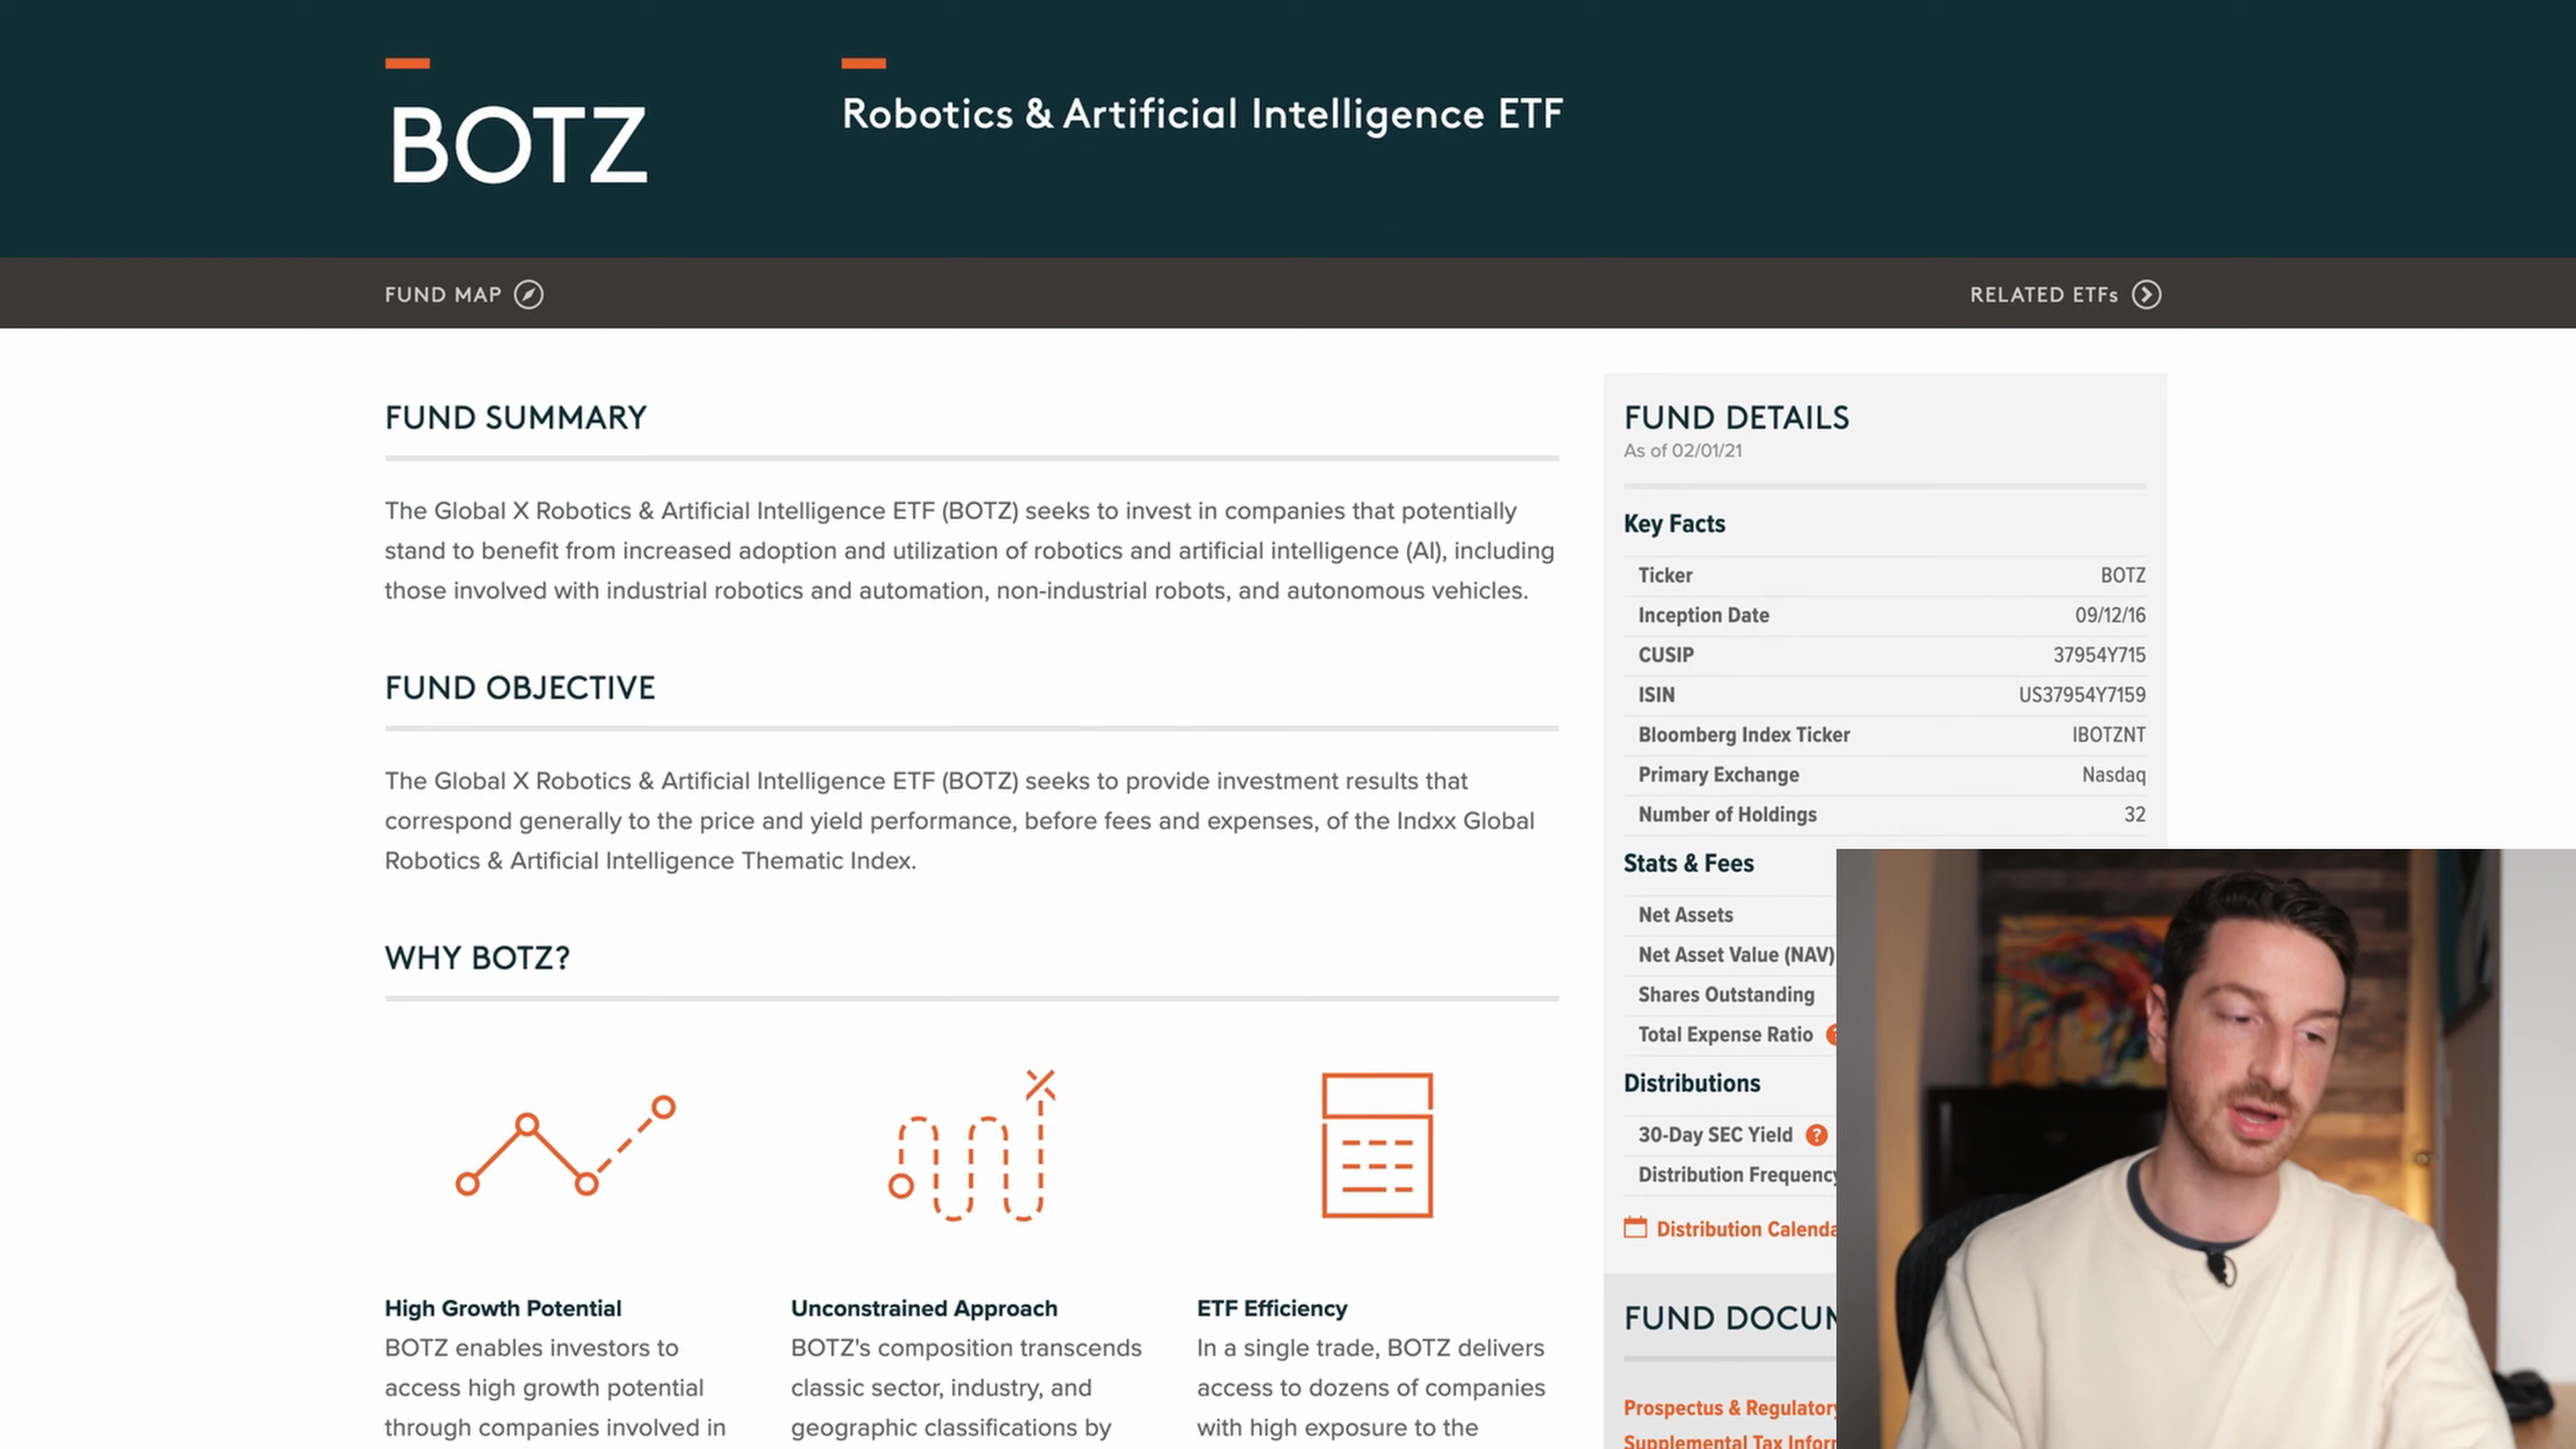 BOTZ
Robotics & Artificial Intelligence ETF
FUND MAP
RELATED ETFs
FUND SUMMARY
The Global X Robotics & Artificial Intelligence ETF (BOTZ) seeks to invest in companies that potentially
stand to benefit from increased adoption and utilization of robotics and artificial intelligence (AI), including
those involved with industrial robotics and automation, non-industrial robots, and autonomous vehicles.
FUND OBJECTIVE
The Global X Robotics & Artificial Intelligence ETF (BOTZ) seeks to provide investment results that
correspond generally to the price and yield performance, before fees and expenses, of the Indxx Global
Robotics & Artificial Intelligence Thematic Index.
WHY BOTZ?
High Growth Potential
BOTZ enables investors to
access high growth potential
through companies involved in
Unconstrained Approach
BOTZ's composition transcends
classic sector, industry, and
geographic classifications by
ETF Efficiency
In a single trade, BOTZ delivers
access to dozens of companies
with high exposure to the
FUND DETAILS
As of 02/01/21
Key Facts
Ticker BOTZ
Inception Date 09/12/16
CUSIP 37954Y715
ISIN US37954Y7159
Bloomberg Index Ticker IBOTZNT
Primary Exchange Nasdaq
Number of Holdings 32
Stats & Fees
Net Assets
Net Asset Value (NAV)
Shares Outstanding
Total Expense Ratio
Distributions
30-Day SEC Yield ?
Distribution Frequency
Distribution
FUND
Prospectus & Regulatory
Supplemental Tax